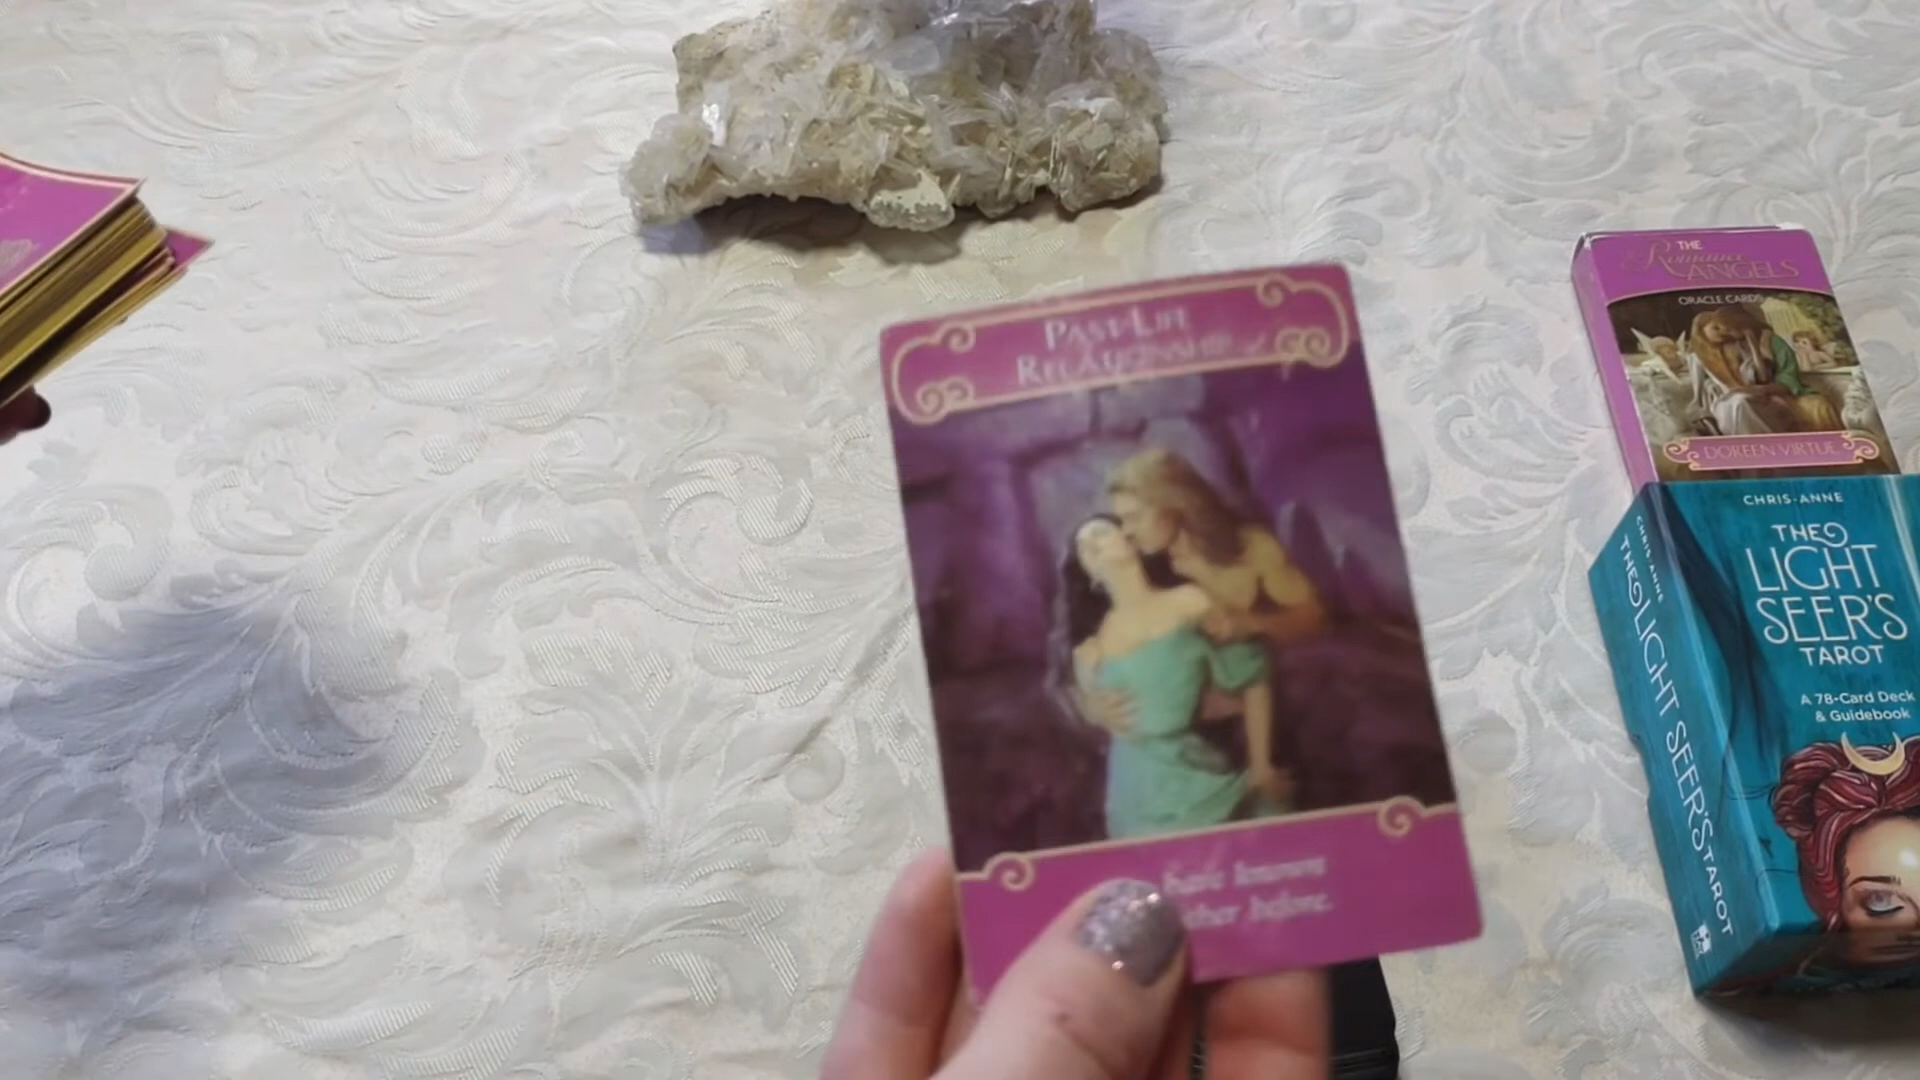 PAST-LIFE
RELATIONSHIP
have known
other before.
THE
Romance
ANGELS
ORACLE CARDS
DOREEN VIRTUE
CHRIS-ANNE
THE
LIGHT
SEER'S
TAROT
A 78-Card Deck
& Guidebook
CHRIS-ANNE
THE LIGHT SEER'S TAROT